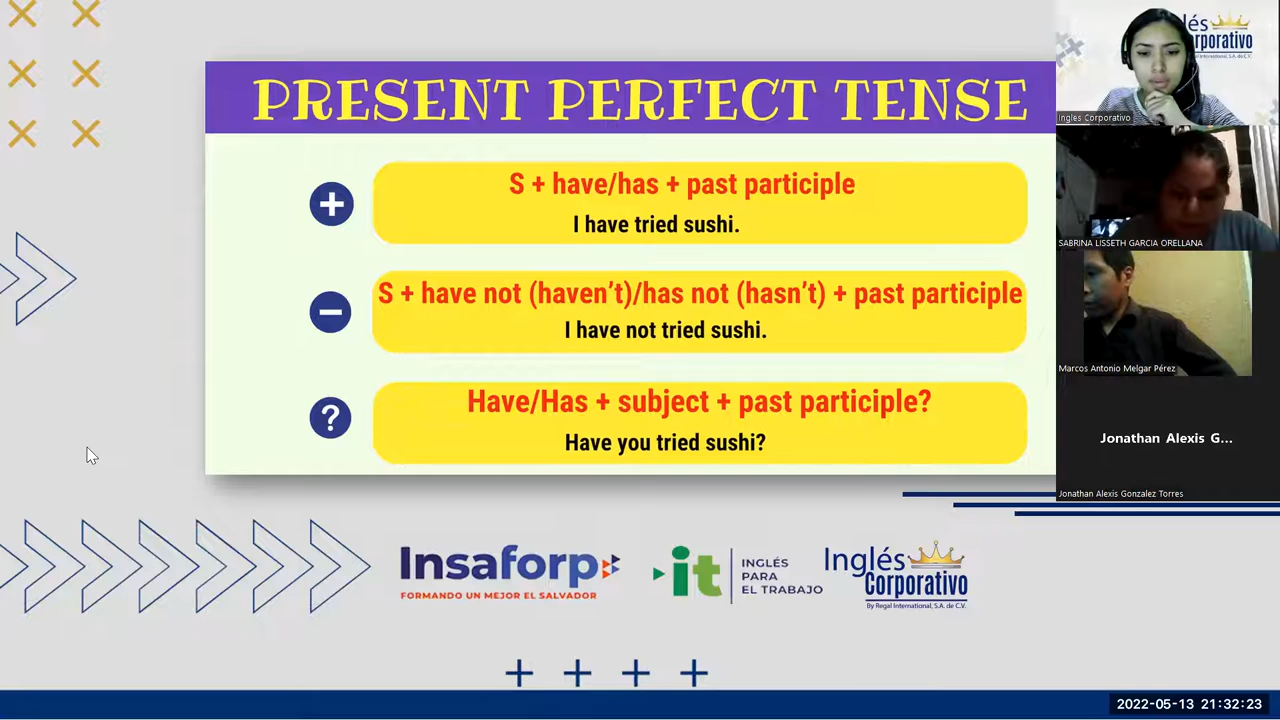 PRESENT PERFECT TENSE
S + have/has + past participle
I have tried sushi.
S + have not (haven't)/has not (hasn't) + past participle
I have not tried sushi.
Have/Has + subject + past participle?
Have you tried sushi?
Insaforp
FORMANDO UN MEJOR EL SALVADOR
it
INGLÉS
PARA
EL TRABAJO
Inglés
Corporativo
By Regal International, S.A. de C.V.
lés
orporativo
Ingles Corporativo
SABRINA LISSETH GARCIA ORELLANA
Marcos Antonio Melgar Pérez
Jonathan Alexis G...
Jonathan Alexis Gonzalez Torres
2022-05-13 21:32:23